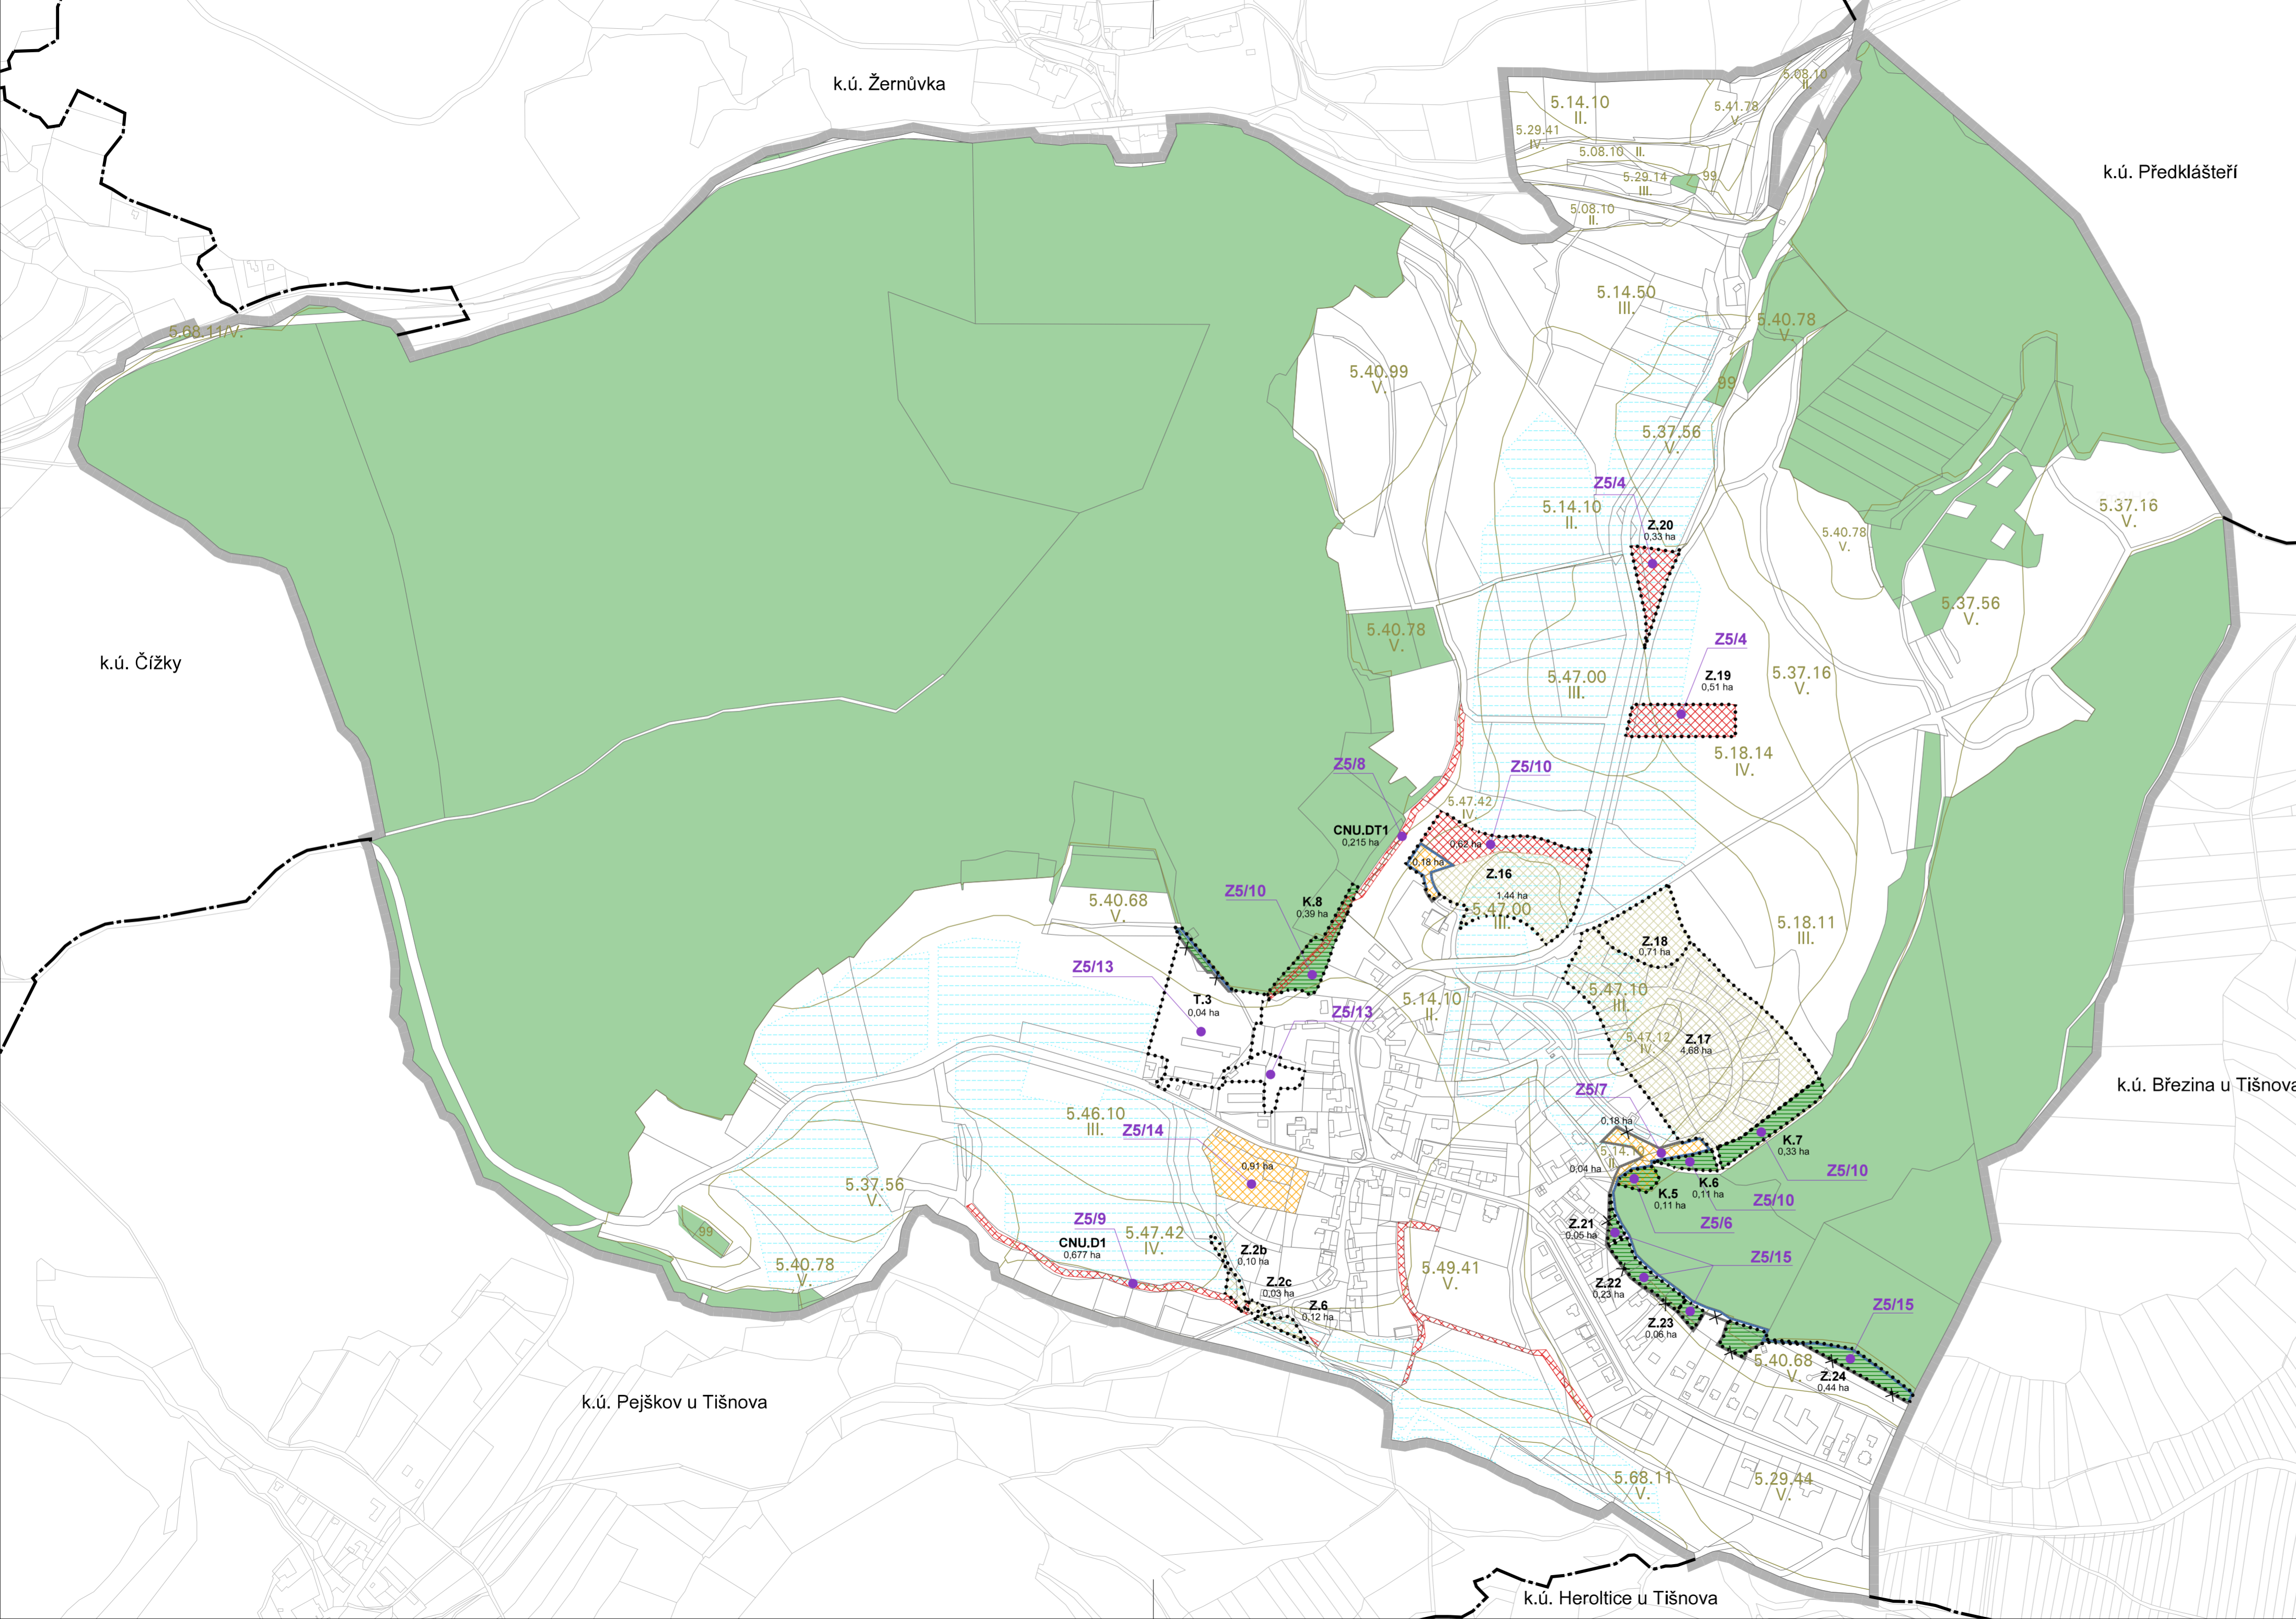 k.ú. Žernůvka
5.08.10
II.
5.14.10
II.
5.41.78
V.
5.29.41
IV.
5.08.10 II.
k.ú. Předklášteří
5.29.14
III.
99
5.08.10
II.
5.14.50
III.
5.40.78
V.
5.68.11/V.
5.40.99
V.
99
5.37.56
V.
Z5/4
5.14.10
II.
Z.20
0,33 ha
5.40.78
V.
5.37.16
V.
5.37.56
V.
5.40.78
V.
Z5/4
k.ú. Čížky
5.47.00
III.
Z.19
0,51 ha
5.37.16
V.
5.18.14
IV.
Z5/8
Z5/10
5.47.42
IV.
CNU.DT1
0,215 ha
0,62 ha
0,18 ha
Z.16
1,44 ha
5.47.00
III.
Z5/10
K.8
0,39 ha
5.40.68
V.
5.18.11
III.
Z.18
0,71 ha
Z5/13
T.3
0,04 ha
5.14.10
II.
5.47.10
III.
Z5/13
5.47.12
IV.
Z.17
4,68 ha
k.ú. Březina u Tišnova
Z5/7
5.46.10
III.
Z5/14
0,18 ha
K.7
0,33 ha
5.14.10
II.
0,91 ha
0,04 ha
Z5/10
5.37.56
V.
K.6
0,11 ha
K.5
0,11 ha
Z5/10
Z5/9
Z5/6
Z.21
0,05 ha
99
5.47.42
IV.
CNU.D1
0,677 ha
Z.2b
0,10 ha
Z5/15
5.40.78
V.
5.49.41
V.
Z.2c
0,03 ha
Z.22
0,23 ha
Z5/15
Z.6
0,12 ha
Z.23
0,06 ha
5.40.68
V.
Z.24
0,44 ha
k.ú. Pejškov u Tišnova
5.68.11
V.
5.29.44
V.
k.ú. Heroltice u Tišnova